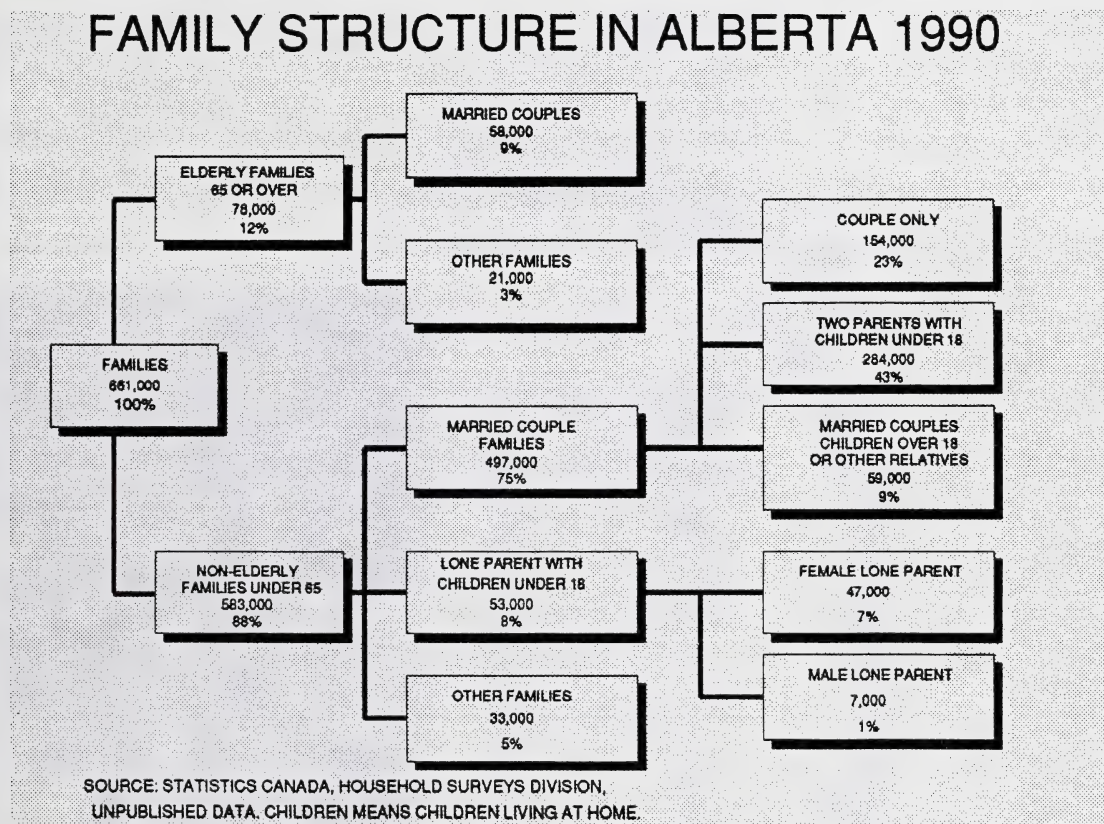 FAMILY STRUCTURE IN ALBERTA 1990
MARRIED COUPLES
58,000
9%
ELDERLY FAMILIES
65 OR OVER
78,000
12%
OTHER FAMILIES
21,000
3%
COUPLE ONLY
154,000
23%
TWO PARENTS WITH
CHILDREN UNDER 18
284,000
43%
FAMILIES
661,000
100%
MARRIED COUPLE
FAMILIES
497,000
75%
MARRIED COUPLES
CHILDREN OVER 18
OR OTHER RELATIVES
59,000
9%
NON-ELDERLY
FAMILIES UNDER 65
583,000
88%
LONE PARENT WITH
CHILDREN UNDER 18
53,000
8%
FEMALE LONE PARENT
47,000
7%
MALE LONE PARENT
7,000
1%
OTHER FAMILIES
33,000
5%
SOURCE: STATISTICS CANADA, HOUSEHOLD SURVEYS DIVISION,
UNPUBLISHED DATA. CHILDREN MEANS CHILDREN LIVING AT HOME.